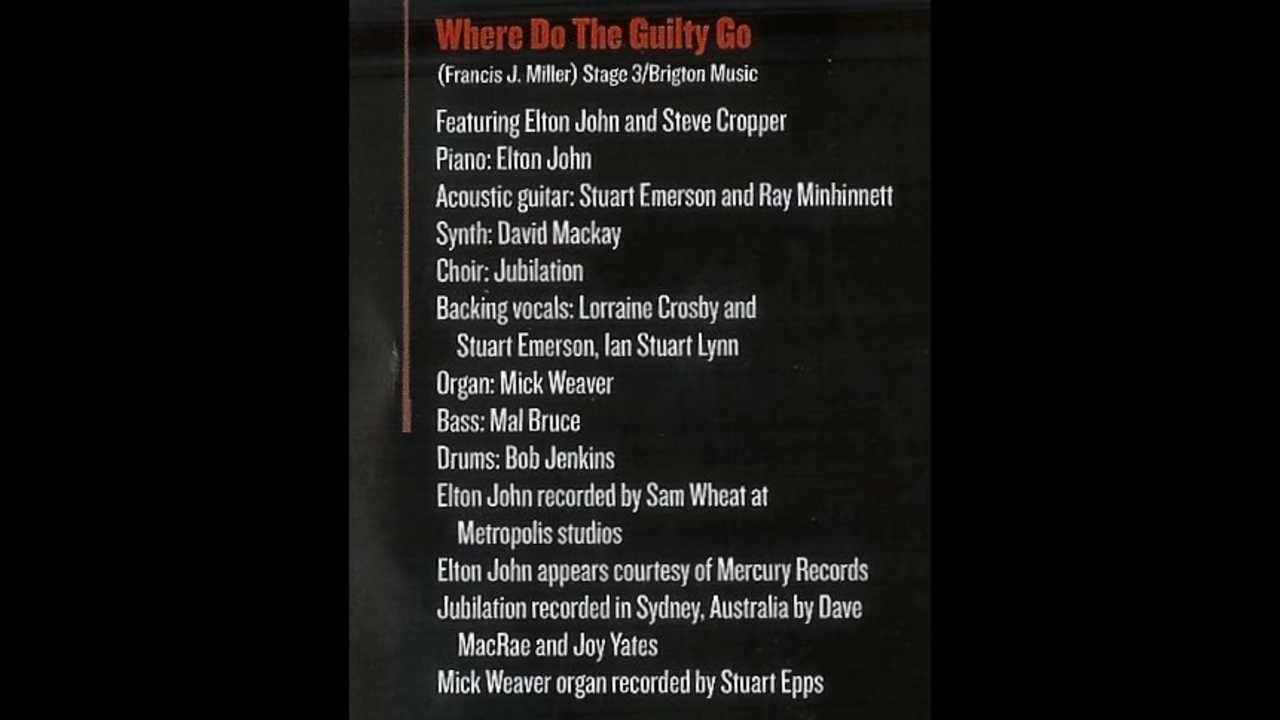 Where Do The Guilty Go
(Francis J. Miller) Stage 3/Brigton Music
Featuring Elton John and Steve Cropper
Piano: Elton John
Acoustic guitar: Stuart Emerson and Ray Minhinnett
Synth: David Mackay
Choir: Jubilation
Backing vocals: Lorraine Crosby and
Stuart Emerson, Ian Stuart Lynn
Organ: Mick Weaver
Bass: Mal Bruce
Drums: Bob Jenkins
Elton John recorded by Sam Wheat at
Metropolis studios
Elton John appears courtesy of Mercury Records
Jubilation recorded in Sydney, Australia by Dave
MacRae and Joy Yates
Mick Weaver organ recorded by Stuart Epps